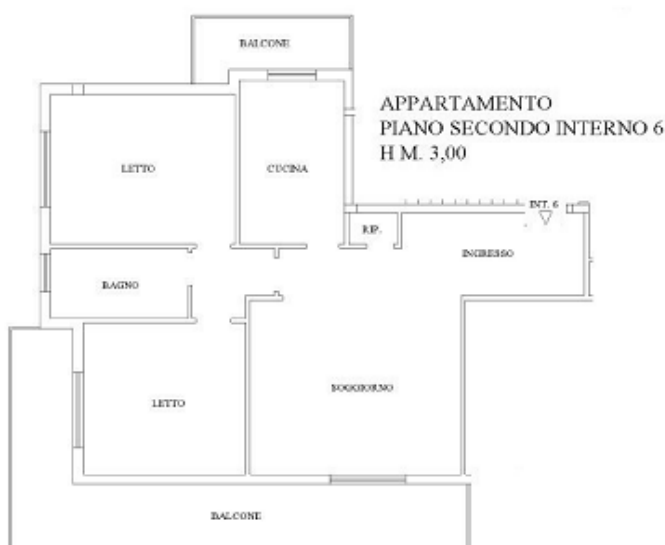 BALCONE
APPARTAMENTO
PIANO SECONDO INTERNO 6
H M. 3,00
LETTO
CUCINA
INT. 6
RIP.
INGRESSO
BAGNO
SOGGIORNO
LETTO
BALCONE